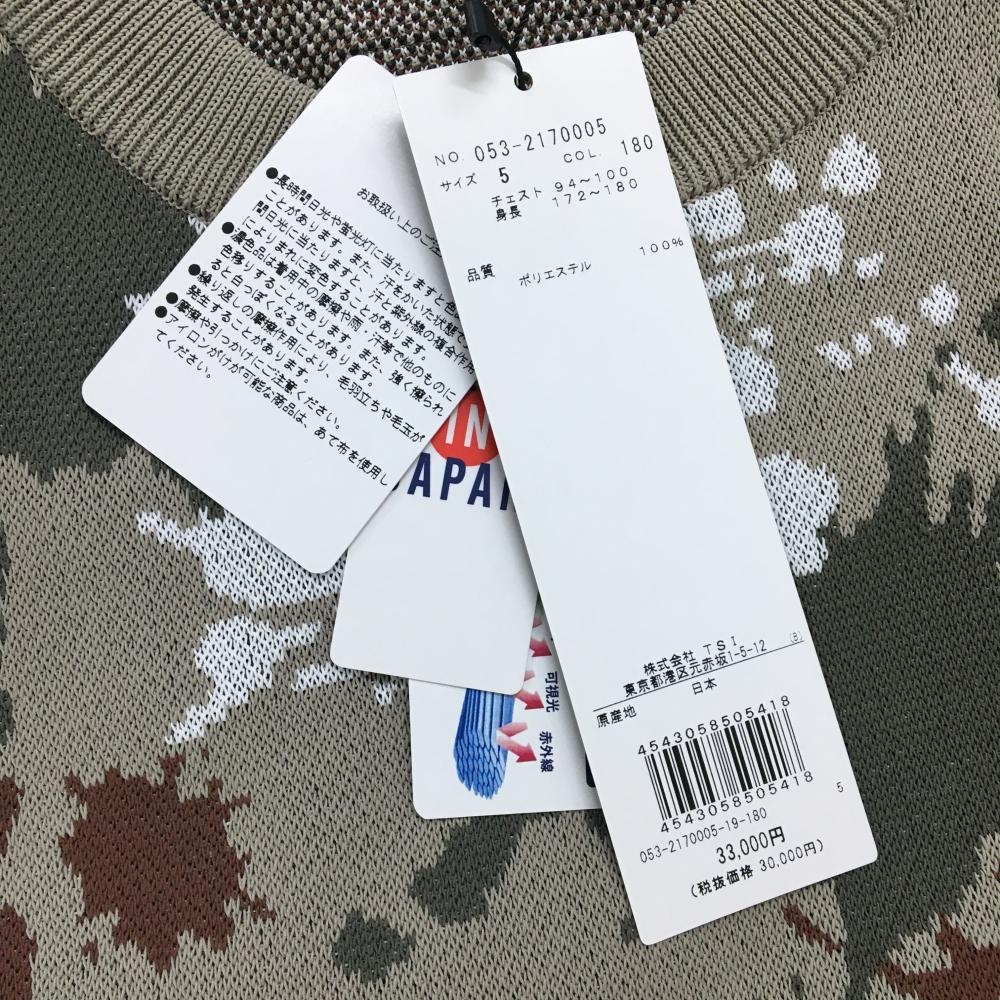 NO. 053-2170005
サイズ 5 COL. 180
チェスト 94~100
身長 172~180
品質 ポリエステル 100%
株式会社 TSI
東京都港区元赤坂1-5-12 (B)
原産地 日本
4543058505418
4543058505418
053-2170005-19-180 5
33,000円
(税抜価格 30,000円)
お取扱い上のご注
●長時間日光や蛍光灯に当たりますと色
ことがあります。また、汗をかいた状態で
間日光に当たりますと、汗と紫外線の複合作用
によりまれに変色することがあります。
●濃色品は着用中の摩擦や雨、汗等で他のものに
色移りすることがあります。また、強く擦られ
ると白っぽくなることがあります。
●繰り返しの摩擦作用により、毛羽立ちや毛玉が
発生することがあります。
●摩擦や引っかけにご注意ください。
●アイロンがけが可能な商品は、あて布を使用し
てください。
IN
JAPAN
可視光
赤外線